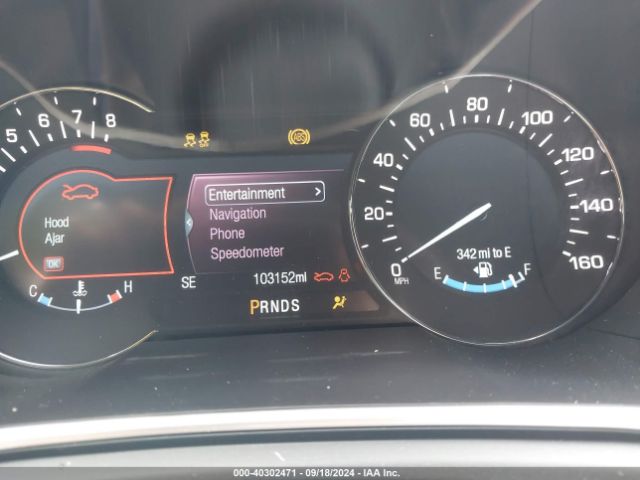 5 6 7 8
ABS
Hood
Ajar
OK
C H
Entertainment >
Navigation
Phone
Speedometer
SE 103152mi
PRNDS
0 20 40 60 80 100 120 140 160
MPH
342 mi to E
E F
000-40302471 - 09/18/2024 - IAA Inc.